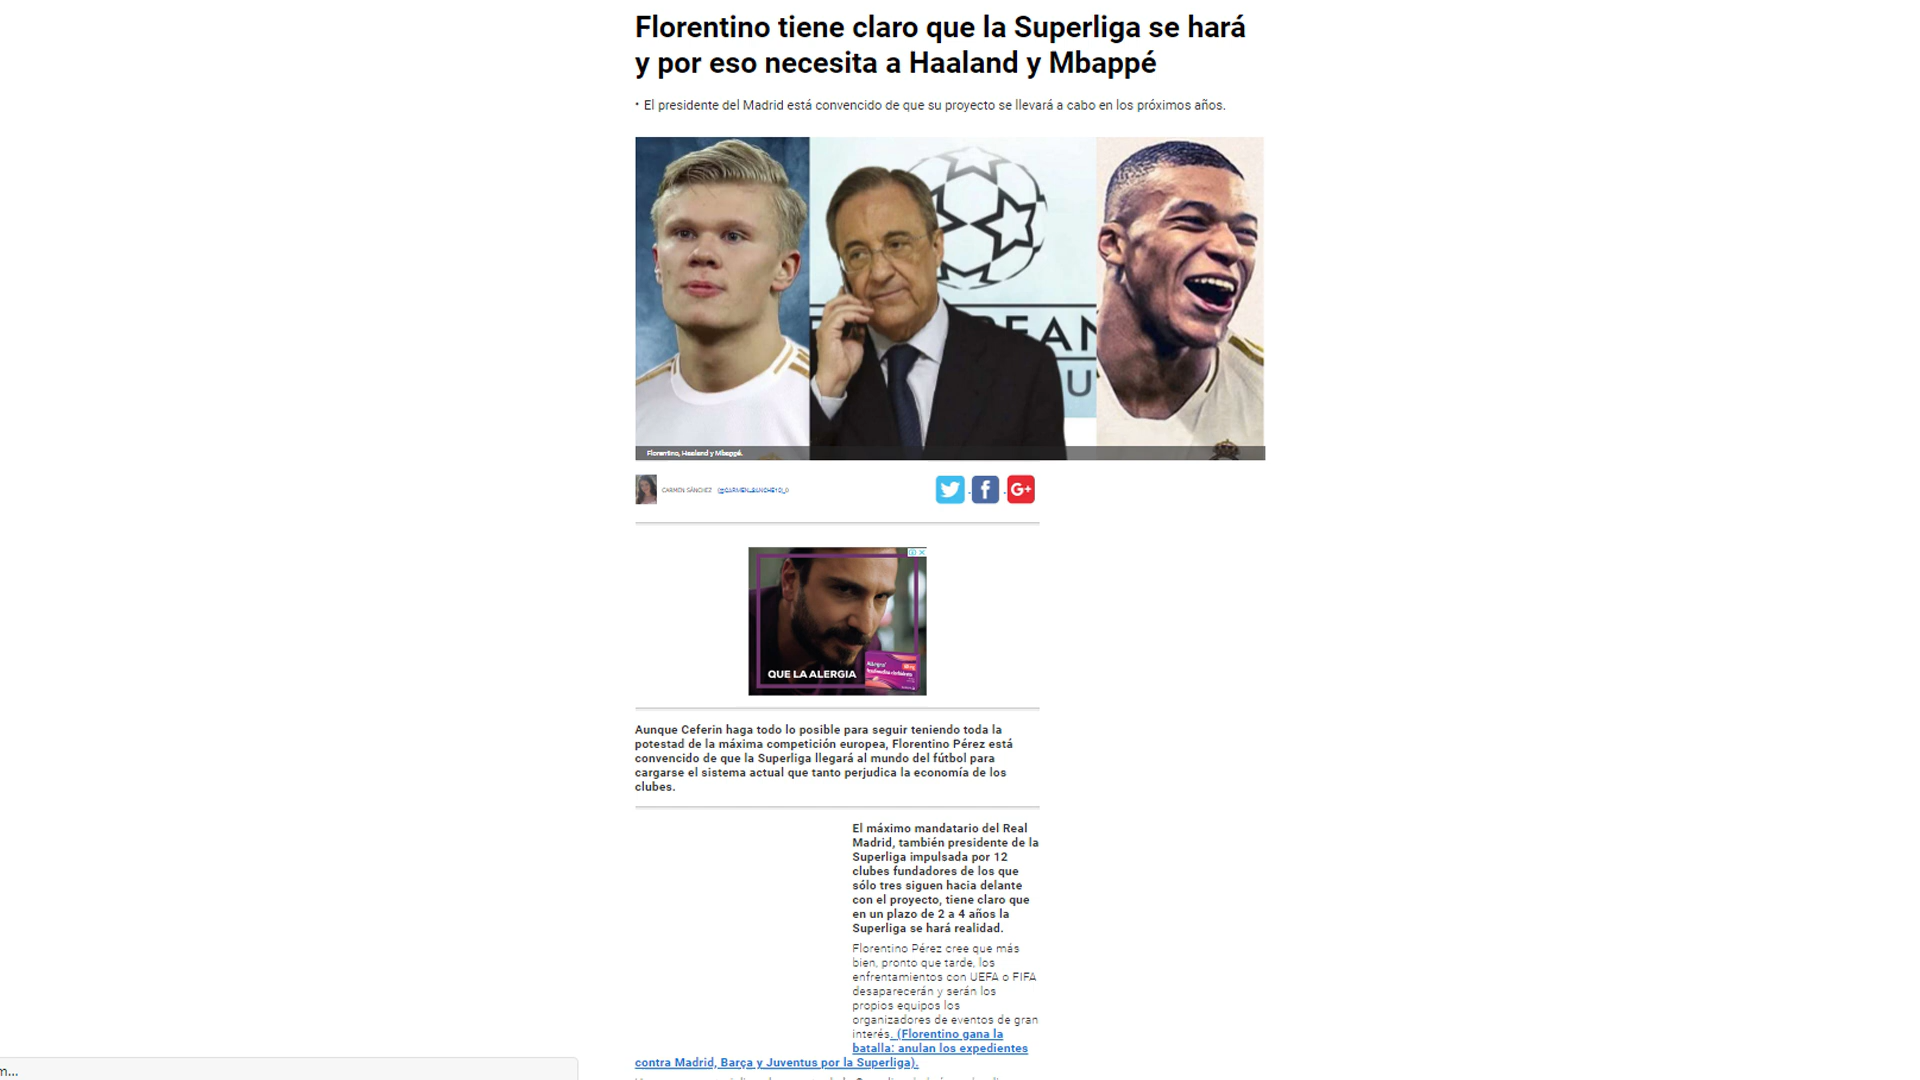 Florentino tiene claro que la Superliga se hará
y por eso necesita a Haaland y Mbappé
• El presidente del Madrid está convencido de que su proyecto se llevará a cabo en los próximos años.
Florentino, Haaland y Mbappé.
CARMEN SÁNCHEZ
QUE LA ALERGIA
Aunque Ceferin haga todo lo posible para seguir teniendo toda la
potestad de la máxima competición europea, Florentino Pérez está
convencido de que la Superliga llegará al mundo del fútbol para
cargarse el sistema actual que tanto perjudica la economía de los
clubes.
El máximo mandatario del Real
Madrid, también presidente de la
Superliga impulsada por 12
clubes fundadores de los que
sólo tres siguen hacia delante
con el proyecto, tiene claro que
en un plazo de 2 a 4 años la
Superliga se hará realidad.
Florentino Pérez cree que más
bien, pronto que tarde, los
enfrentamientos con UEFA o FIFA
desaparecerán y serán los
propios equipos los
organizadores de eventos de gran
interés. (Florentino gana la
batalla: anulan los expedientes
contra Madrid, Barça y Juventus por la Superliga).
m...